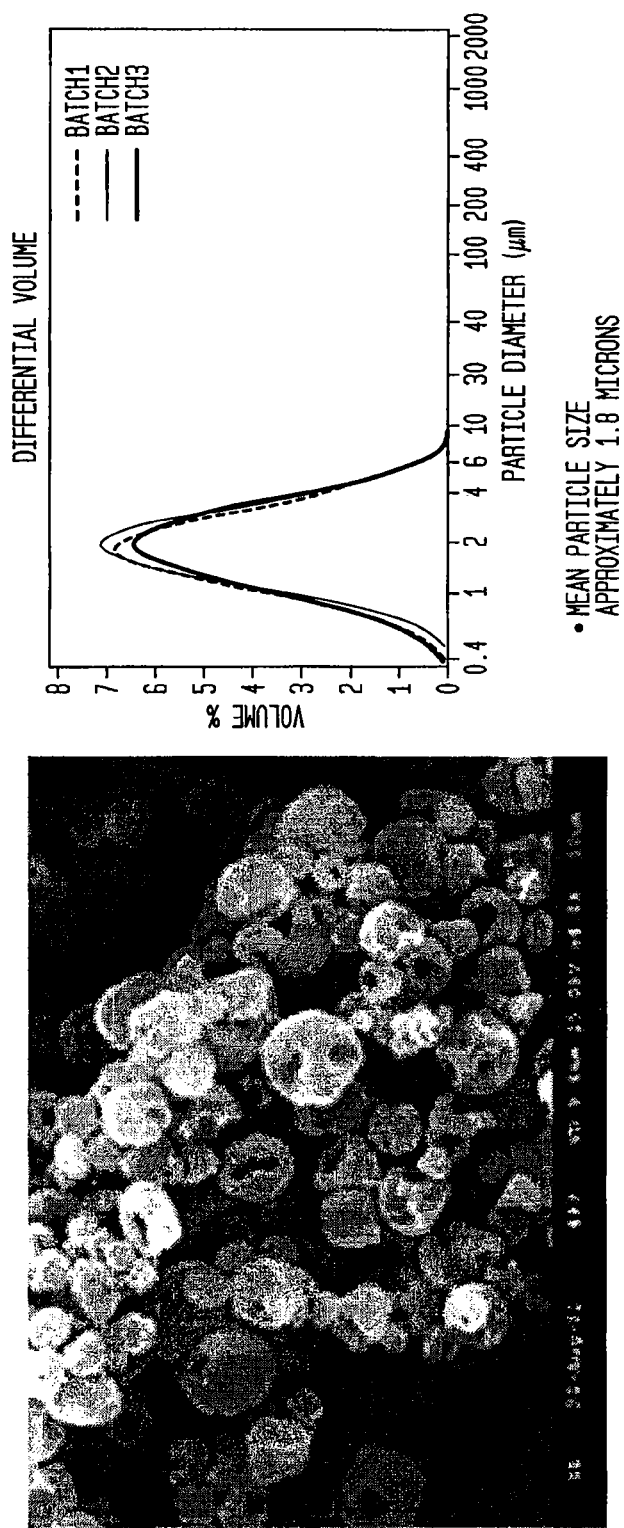 DIFFERENTIAL VOLUME
BATCH1
BATCH2
BATCH3
VOLUME %
8
7
6
5
4
3
2
1
0
0.4 1 2 4 6 10 30 40 100 200 400 1000 2000
PARTICLE DIAMETER (µm)
• MEAN PARTICLE SIZE
APPROXIMATELY 1.8 MICRONS